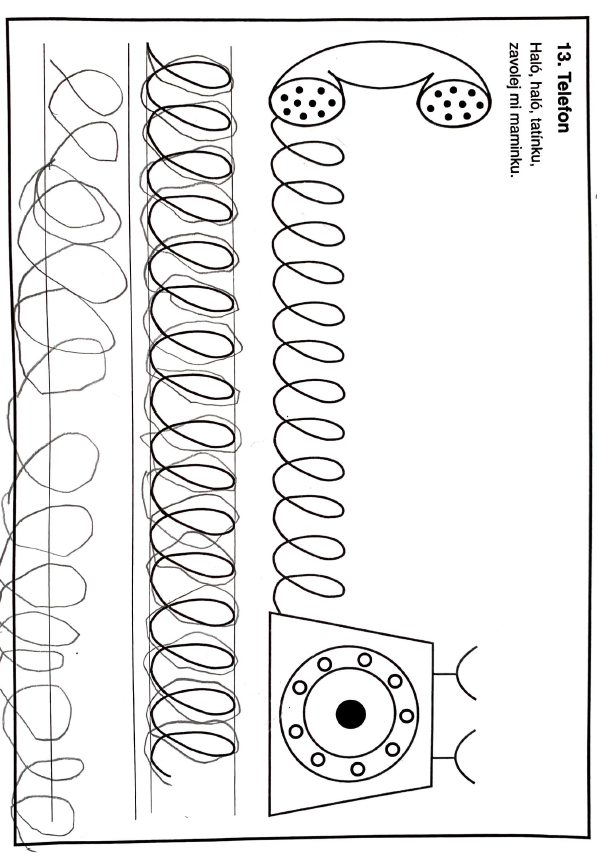 13. Telefon
Haló, haló, tatínku,
zavolej mi maminku.